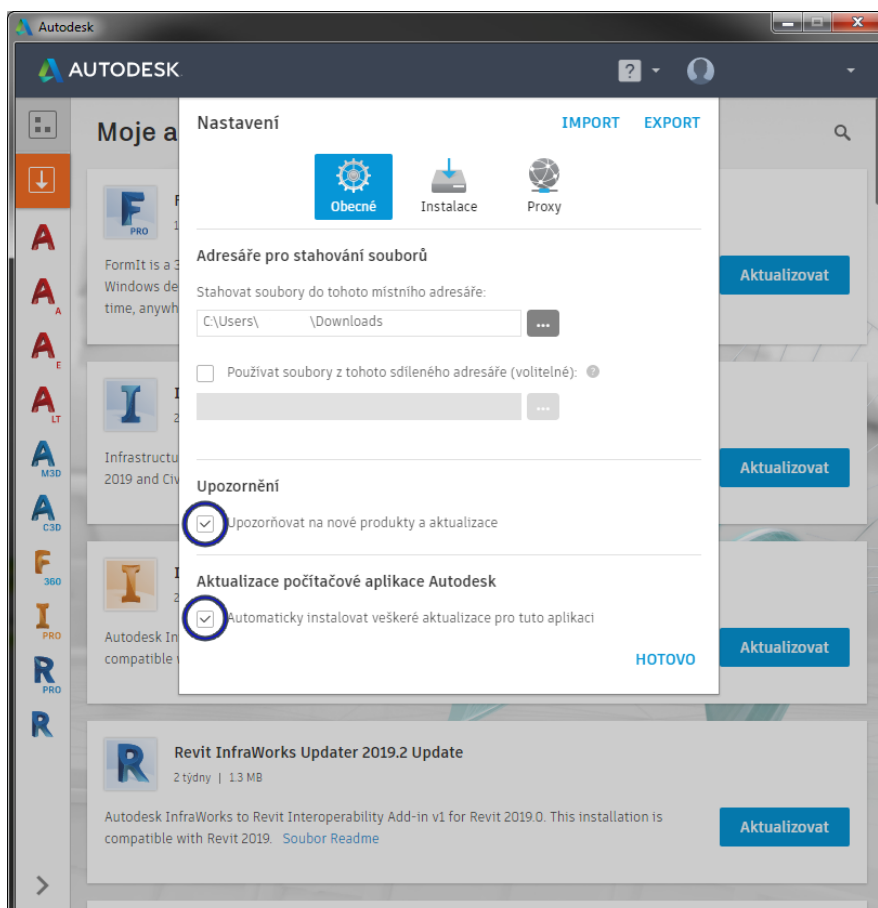 Autodesk
AUTODESK
?
Moje a
Nastavení
IMPORT
EXPORT
Obecné
Instalace
Proxy
Adresáře pro stahování souborů
Stahovat soubory do tohoto místního adresáře:
C:\Users\ \Downloads
...
Používat soubory z tohoto sdíleného adresáře (volitelné): ?
...
Upozornění
Upozorňovat na nové produkty a aktualizace
Aktualizace počítačové aplikace Autodesk
Automaticky instalovat veškeré aktualizace pro tuto aplikaci
HOTOVO
A
A A
A E
A LT
A M3D
A C3D
F 360
I PRO
R PRO
R
F PRO
F
1
FormIt is a 3
Windows de
time, anywh
Aktualizovat
I
I
2
Infrastructu
2019 and Civ
Aktualizovat
I
I
2
Autodesk In
compatible
Aktualizovat
R
Revit InfraWorks Updater 2019.2 Update
2 týdny | 1.3 MB
Autodesk InfraWorks to Revit Interoperability Add-in v1 for Revit 2019.0. This installation is
compatible with Revit 2019. Soubor Readme
Aktualizovat